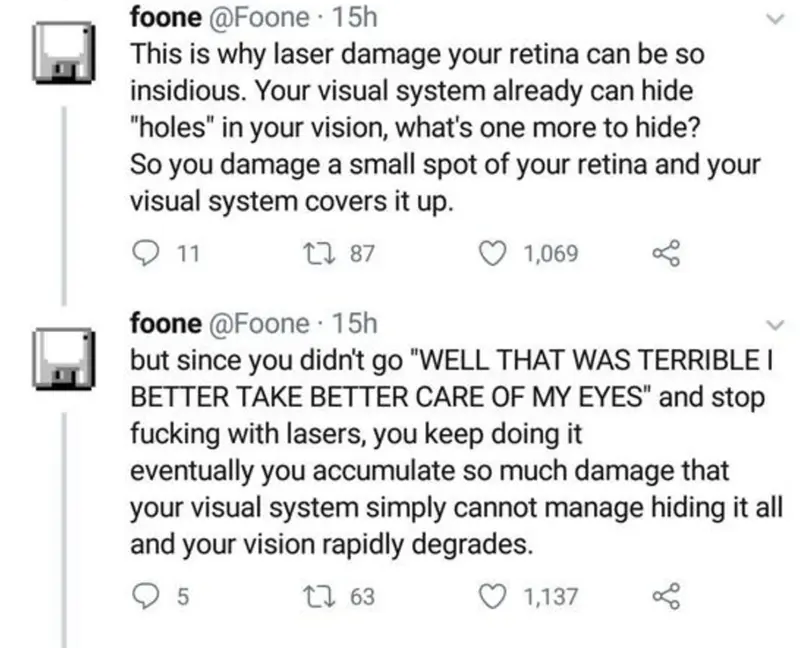 foone @Foone · 15h
This is why laser damage your retina can be so
insidious. Your visual system already can hide
"holes" in your vision, what's one more to hide?
So you damage a small spot of your retina and your
visual system covers it up.
11 87 1,069
foone @Foone · 15h
but since you didn't go "WELL THAT WAS TERRIBLE I
BETTER TAKE BETTER CARE OF MY EYES" and stop
fucking with lasers, you keep doing it
eventually you accumulate so much damage that
your visual system simply cannot manage hiding it all
and your vision rapidly degrades.
5 63 1,137